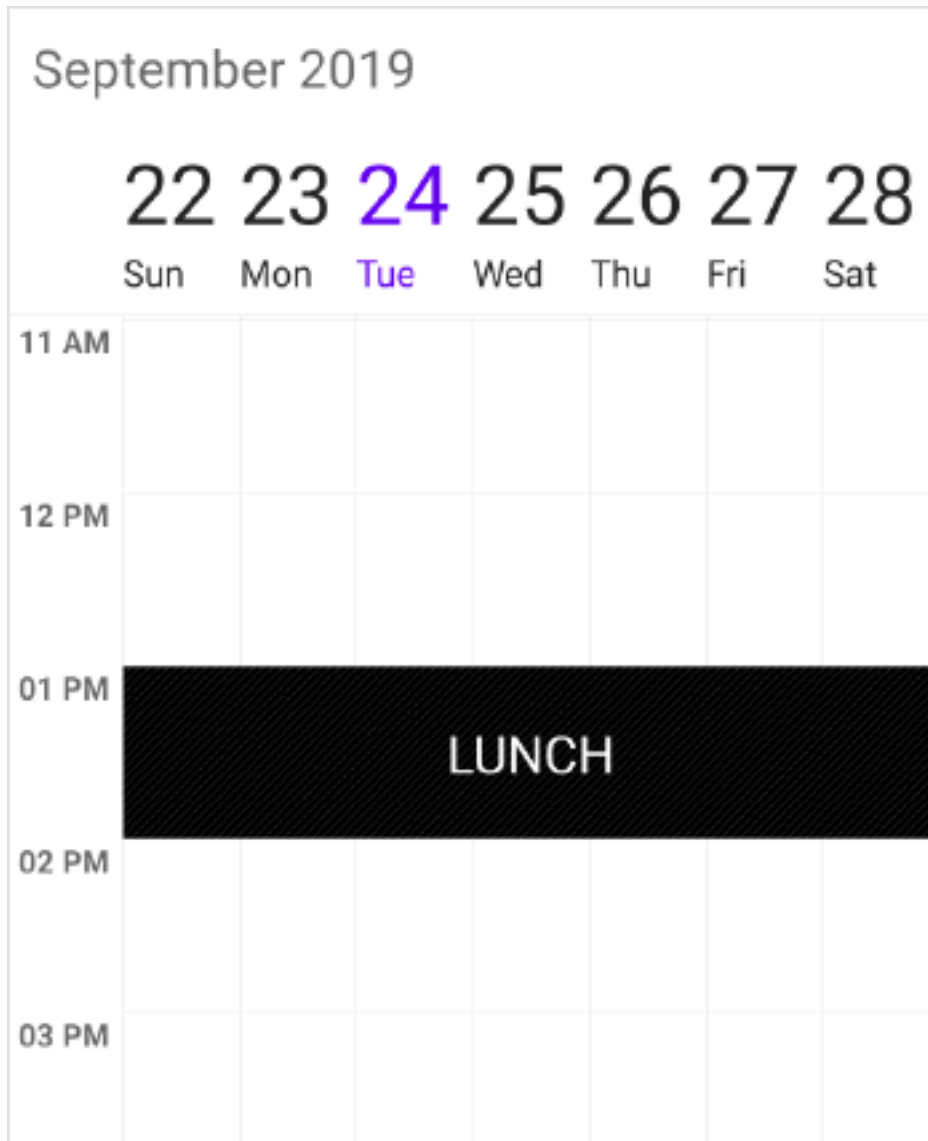 September 2019
22 23 24 25 26 27 28
Sun Mon Tue Wed Thu Fri Sat
11 AM
12 PM
01 PM
LUNCH
02 PM
03 PM